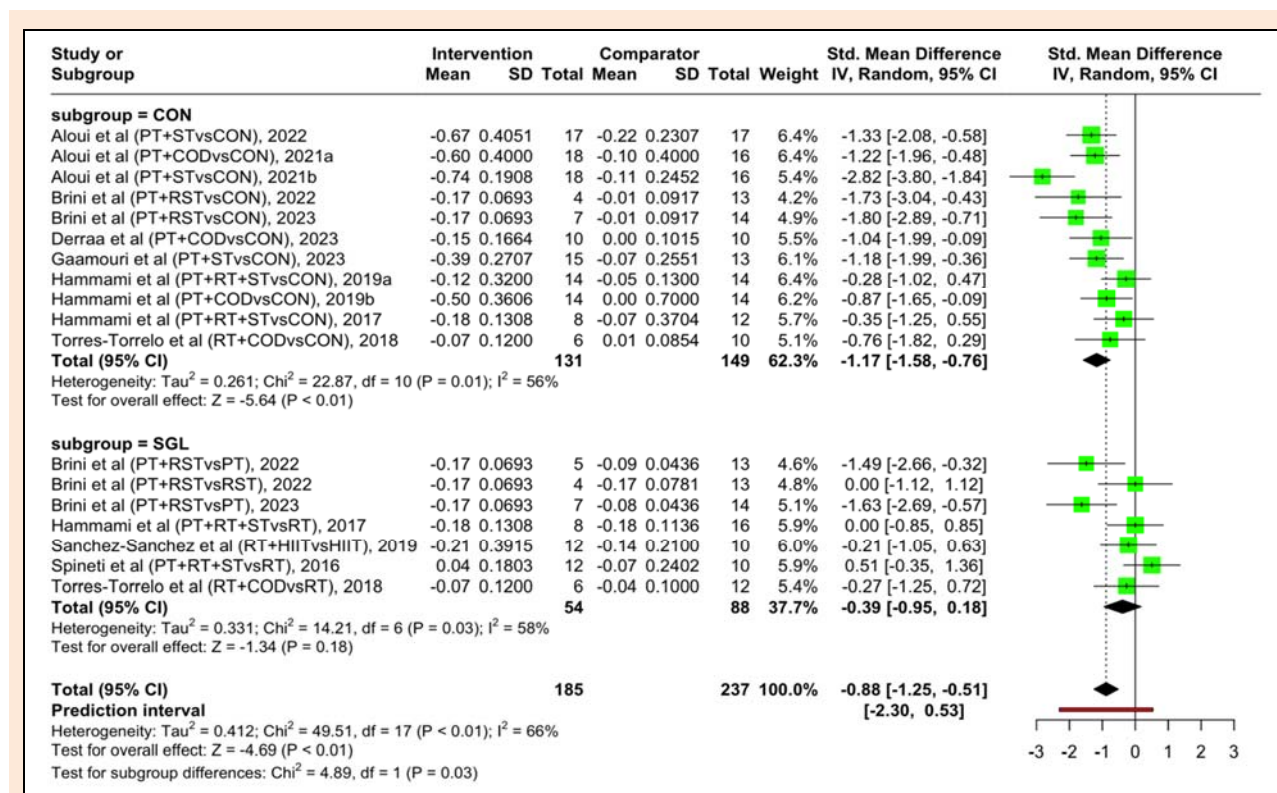 Study or Intervention Comparator Std. Mean Difference Std. Mean Difference
Subgroup Mean SD Total Mean SD Total Weight IV, Random, 95% CI IV, Random, 95% CI
subgroup = CON
Aloui et al (PT+STvsCON), 2022 -0.67 0.4051 17 -0.22 0.2307 17 6.4% -1.33 [-2.08, -0.58]
Aloui et al (PT+CODvsCON), 2021a -0.60 0.4000 18 -0.10 0.4000 16 6.4% -1.22 [-1.96, -0.48]
Aloui et al (PT+STvsCON), 2021b -0.74 0.1908 18 -0.11 0.2452 16 5.4% -2.82 [-3.80, -1.84]
Brini et al (PT+RSTvsCON), 2022 -0.17 0.0693 4 -0.01 0.0917 13 4.2% -1.73 [-3.04, -0.43]
Brini et al (PT+RSTvsCON), 2023 -0.17 0.0693 7 -0.01 0.0917 14 4.9% -1.80 [-2.89, -0.71]
Derraa et al (PT+CODvsCON), 2023 -0.15 0.1664 10 0.00 0.1015 10 5.5% -1.04 [-1.99, -0.09]
Gaamouri et al (PT+STvsCON), 2023 -0.39 0.2707 15 -0.07 0.2551 13 6.1% -1.18 [-1.99, -0.36]
Hammami et al (PT+RT+STvsCON), 2019a -0.12 0.3200 14 -0.05 0.1300 14 6.4% -0.28 [-1.02, 0.47]
Hammami et al (PT+CODvsCON), 2019b -0.50 0.3606 14 0.00 0.7000 14 6.2% -0.87 [-1.65, -0.09]
Hammami et al (PT+RT+STvsCON), 2017 -0.18 0.1308 8 -0.07 0.3704 12 5.7% -0.35 [-1.25, 0.55]
Torres-Torrelo et al (RT+CODvsCON), 2018 -0.07 0.1200 6 0.01 0.0854 10 5.1% -0.76 [-1.82, 0.29]
Total (95% CI) 131 149 62.3% -1.17 [-1.58, -0.76]
Heterogeneity: Tau² = 0.261; Chi² = 22.87, df = 10 (P = 0.01); I² = 56%
Test for overall effect: Z = -5.64 (P < 0.01)
subgroup = SGL
Brini et al (PT+RSTvsPT), 2022 -0.17 0.0693 5 -0.09 0.0436 13 4.6% -1.49 [-2.66, -0.32]
Brini et al (PT+RSTvsRST), 2022 -0.17 0.0693 4 -0.17 0.0781 13 4.8% 0.00 [-1.12, 1.12]
Brini et al (PT+RSTvsPT), 2023 -0.17 0.0693 7 -0.08 0.0436 14 5.0% -1.63 [-2.69, -0.57]
Hammami et al (PT+RT+STvsRT), 2017 -0.18 0.1308 8 -0.18 0.1136 16 5.9% 0.00 [-0.85, 0.85]
Sanchez-Sanchez et al (RT+HIITvsHIIT), 2019 -0.21 0.3915 12 -0.14 0.2100 10 6.0% -0.21 [-1.05, 0.63]
Spineti et al (PT+RT+STvsRT), 2016 0.04 0.1803 12 -0.07 0.2402 10 5.9% 0.51 [-0.35, 1.36]
Torres-Torrelo et al (RT+CODvsRT), 2018 -0.07 0.1200 6 -0.04 0.1000 12 5.4% -0.27 [-1.25, 0.72]
Total (95% CI) 54 88 37.7% -0.39 [-0.95, 0.18]
Heterogeneity: Tau² = 0.331; Chi² = 14.21, df = 6 (P = 0.03); I² = 58%
Test for overall effect: Z = -1.34 (P = 0.18)
Total (95% CI) 185 237 100.0% -0.88 [-1.25, -0.51]
Prediction interval [-2.30, 0.53]
Heterogeneity: Tau² = 0.412; Chi² = 49.51, df = 17 (P < 0.01); I² = 66%
Test for overall effect: Z = -4.69 (P < 0.01)
Test for subgroup differences: Chi² = 4.89, df = 1 (P = 0.03)
-3 -2 -1 0 1 2 3